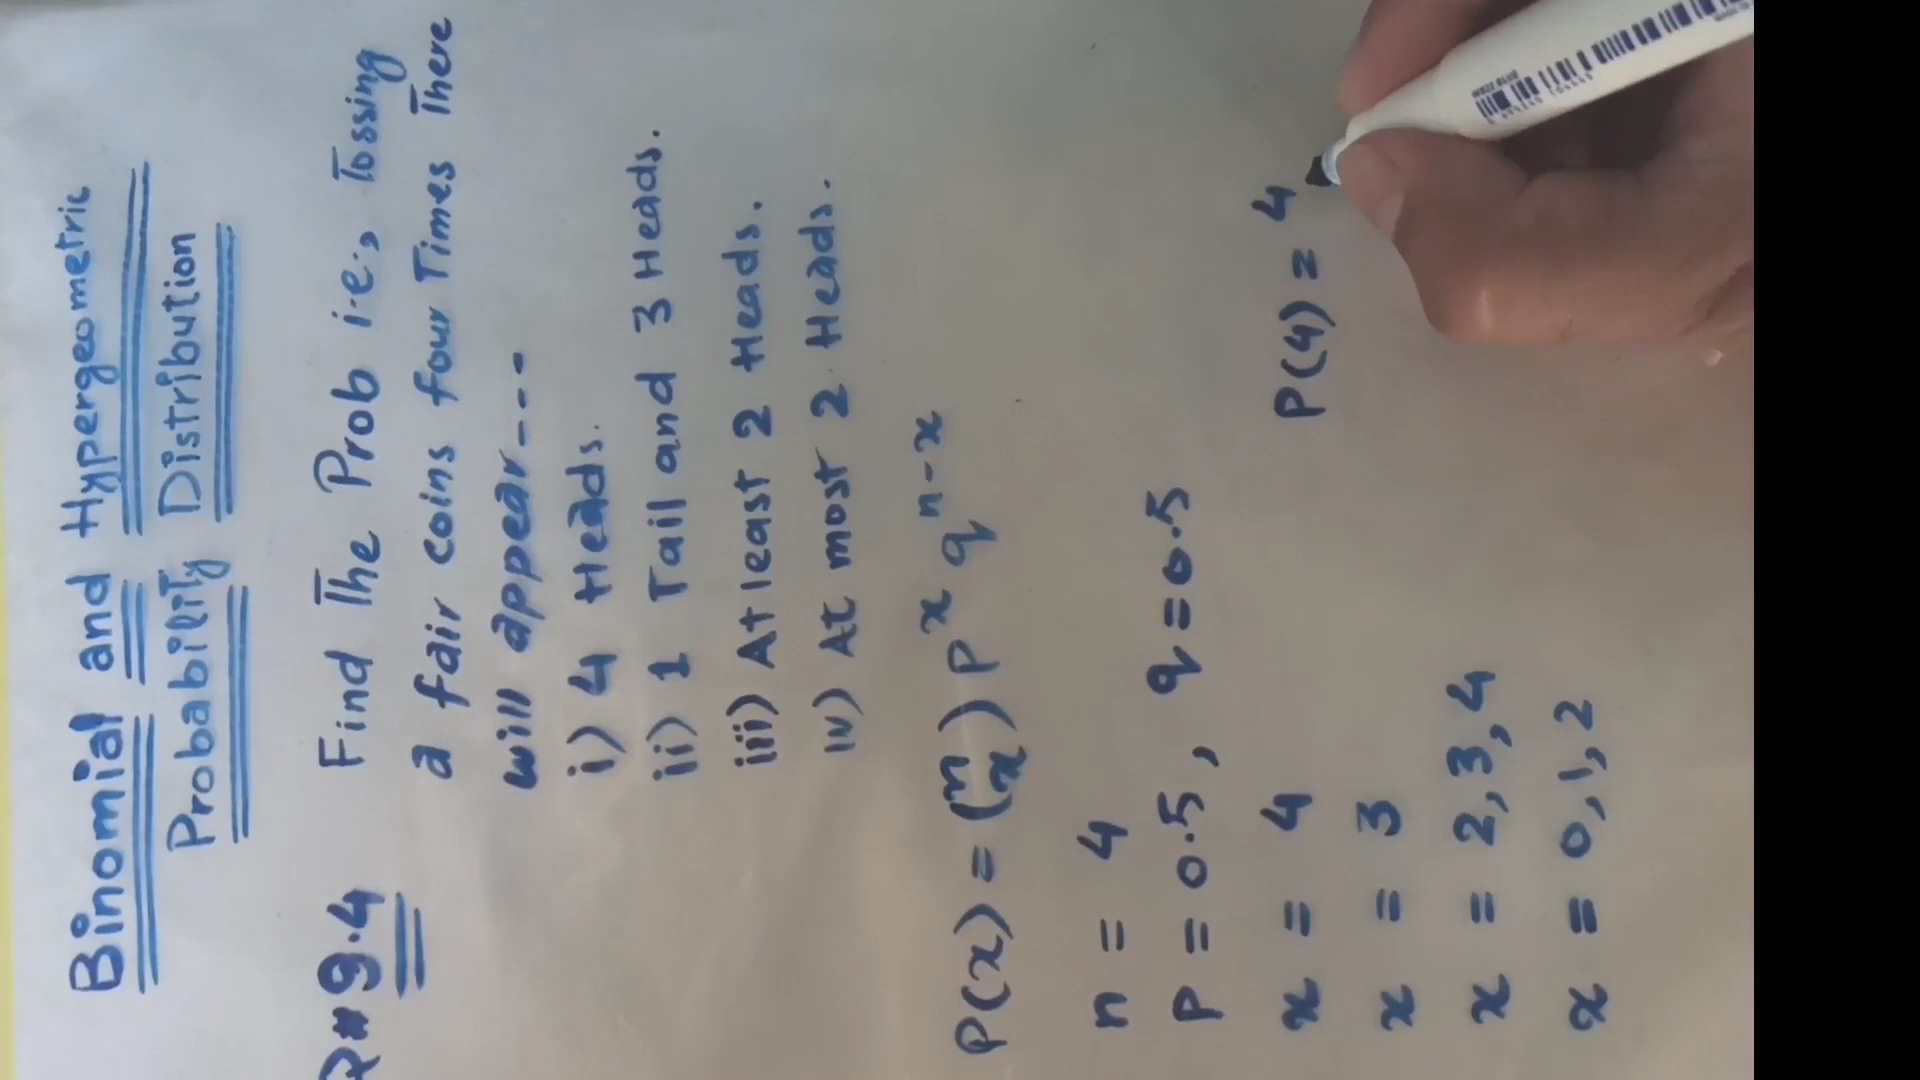 Binomial and Hypergeometric
Probability Distribution
Q#9.4 Find The Prob i.e., Tossing
a fair coins four Times There
will appear----
i) 4 Heads.
ii) 1 Tail and 3 Heads.
iii) At least 2 Heads.
iv) At most 2 Heads.
P(x) = (n x) p^x q^n-x
n = 4
P = 0.5, q = 0.5
x = 4
P(4) = 4
x = 3
x = 2,3,4
x = 0,1,2